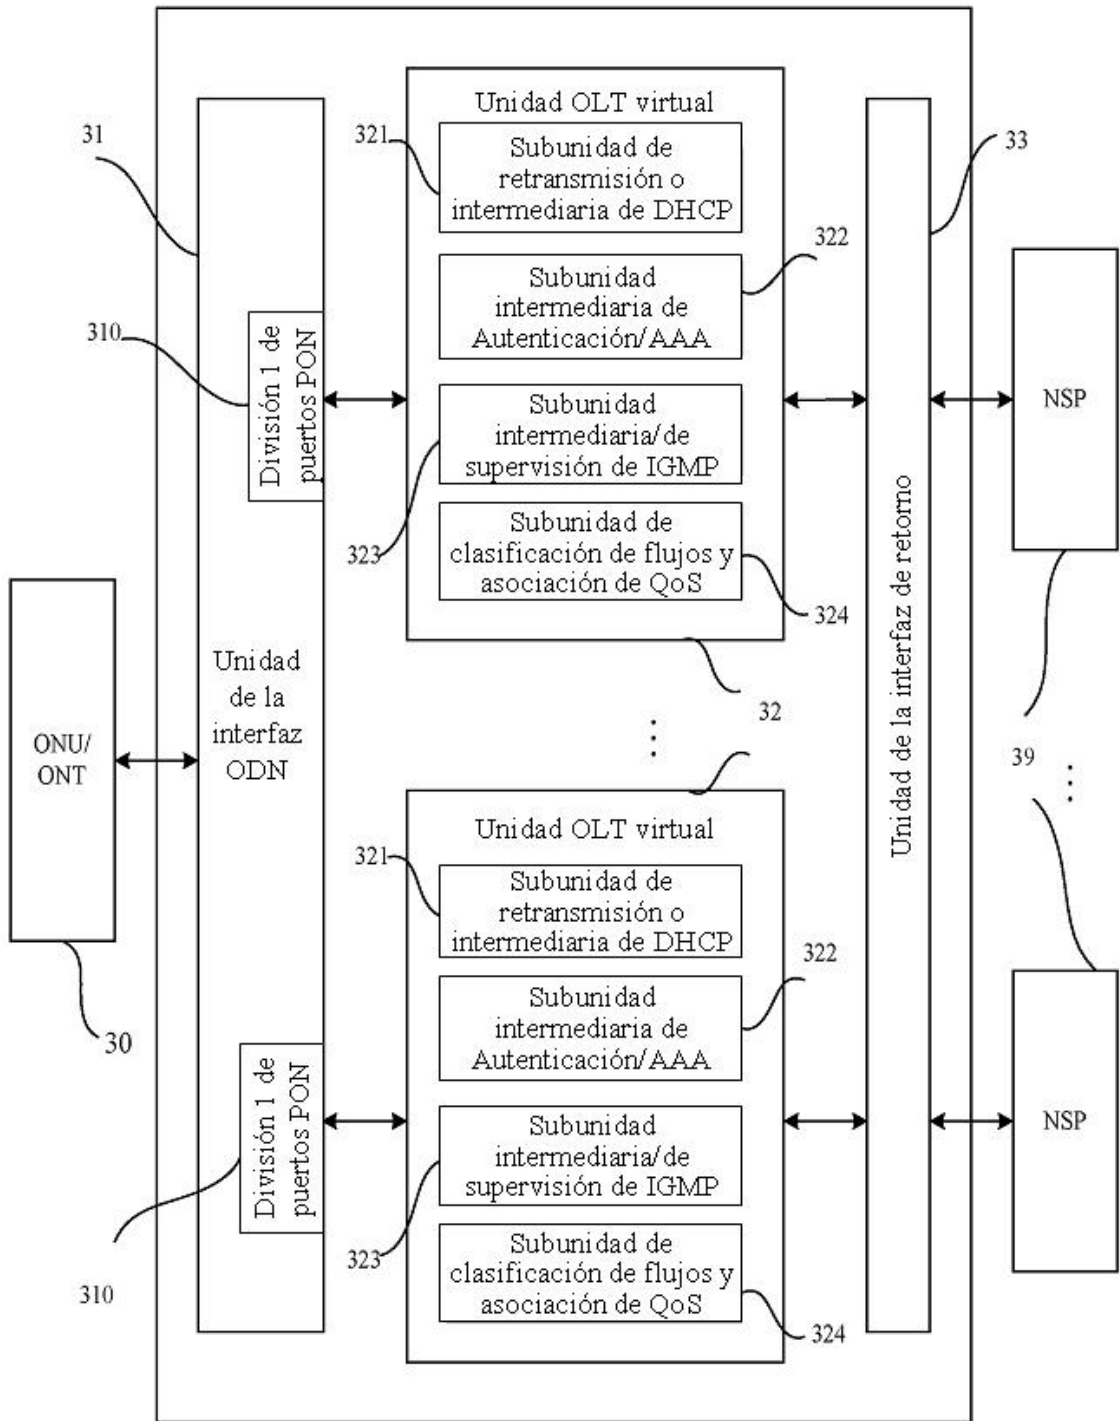 Unidad OLT virtual
321
Subunidad de
retransmisión o
intermediaria de DHCP
31
33
322
Subunidad
intermediaria de
Autenticación/AAA
310
División 1 de
puertos PON
Subunidad
intermediaria/de
supervisión de IGMP
NSP
323
Subunidad de
clasificación de flujos y
asociación de QoS
324
Unidad de la interfaz de retorno
Unidad
de la
interfaz
ODN
32
ONU/
ONT
39
Unidad OLT virtual
321
Subunidad de
retransmisión o
intermediaria de DHCP
322
Subunidad
intermediaria de
Autenticación/AAA
30
División 1 de
puertos PON
Subunidad
intermediaria/de
supervisión de IGMP
NSP
310
323
Subunidad de
clasificación de flujos y
asociación de QoS
324